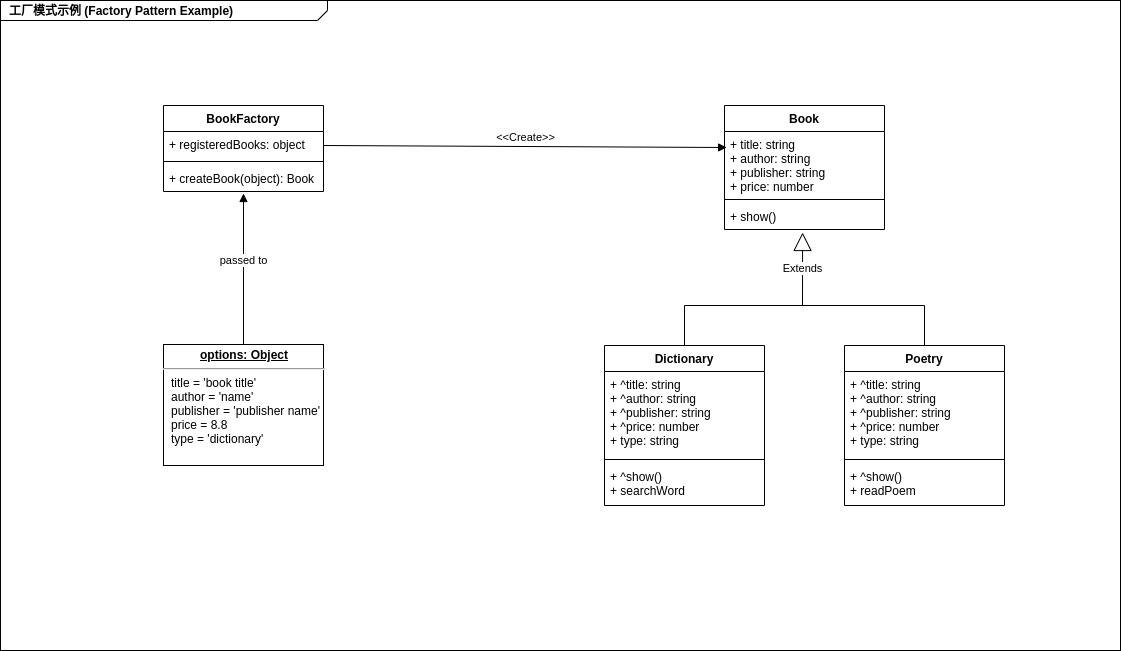 工厂模式示例 (Factory Pattern Example)
BookFactory
+ registeredBooks: object
+ createBook(object): Book
<<Create>>
Book
+ title: string
+ author: string
+ publisher: string
+ price: number
+ show()
passed to
Extends
options: Object
title = 'book title'
author = 'name'
publisher = 'publisher name'
price = 8.8
type = 'dictionary'
Dictionary
+ ^title: string
+ ^author: string
+ ^publisher: string
+ ^price: number
+ type: string
+ ^show()
+ searchWord
Poetry
+ ^title: string
+ ^author: string
+ ^publisher: string
+ ^price: number
+ type: string
+ ^show()
+ readPoem